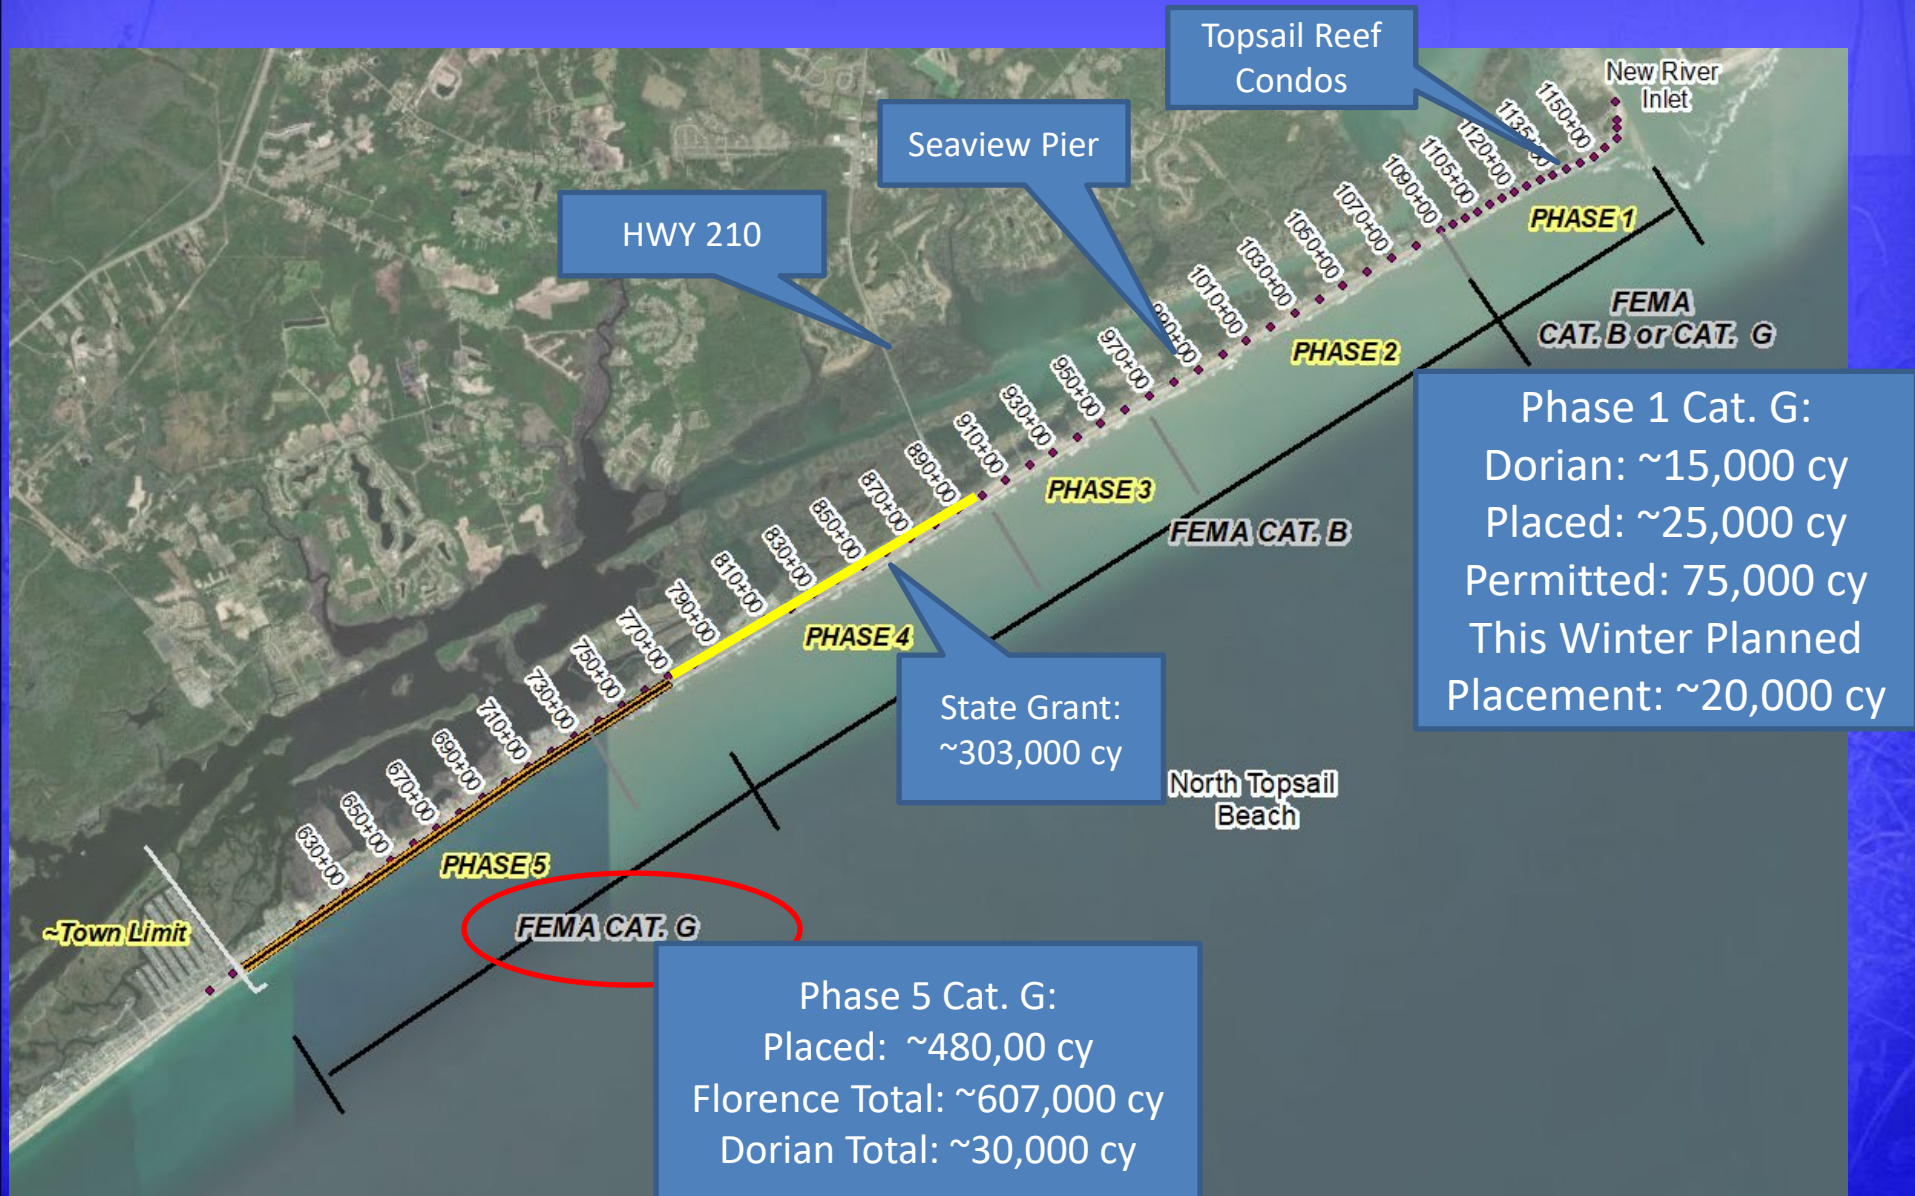 Topsail Reef
Condos
New River
Inlet
Seaview Pier
HWY 210
1150+00
1135+00
1120+00
1105+00
1090+00
1070+00
1050+00
1030+00
1010+00
990+00
970+00
950+00
930+00
910+00
890+00
870+00
850+00
830+00
810+00
790+00
770+00
750+00
730+00
710+00
690+00
670+00
650+00
630+00
PHASE 1
FEMA
CAT. B or CAT. G
PHASE 2
Phase 1 Cat. G:
Dorian: ~15,000 cy
Placed: ~25,000 cy
Permitted: 75,000 cy
This Winter Planned
Placement: ~20,000 cy
PHASE 3
FEMA CAT. B
PHASE 4
State Grant:
~303,000 cy
North Topsail
Beach
PHASE 5
~Town Limit
FEMA CAT. G
Phase 5 Cat. G:
Placed: ~480,00 cy
Florence Total: ~607,000 cy
Dorian Total: ~30,000 cy